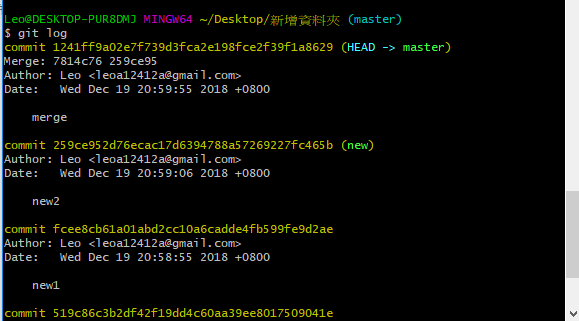 Leo@DESKTOP-PUR8DMJ MINGW64 ~/Desktop/新增資料夾 (master)
$ git log
commit 1241ff9a02e7f739d3fca2e198fce2f39f1a8629 (HEAD -> master)
Merge: 7814c76 259ce95
Author: Leo <leoa12412a@gmail.com>
Date:   Wed Dec 19 20:59:55 2018 +0800
    merge
commit 259ce952d76ecac17d6394788a57269227fc465b (new)
Author: Leo <leoa12412a@gmail.com>
Date:   Wed Dec 19 20:59:06 2018 +0800
    new2
commit fcee8cb61a01abd2cc10a6cadde4fb599fe9d2ae
Author: Leo <leoa12412a@gmail.com>
Date:   Wed Dec 19 20:58:55 2018 +0800
    new1
commit 519c86c3b2df42f19dd4c60aa39ee8017509041e